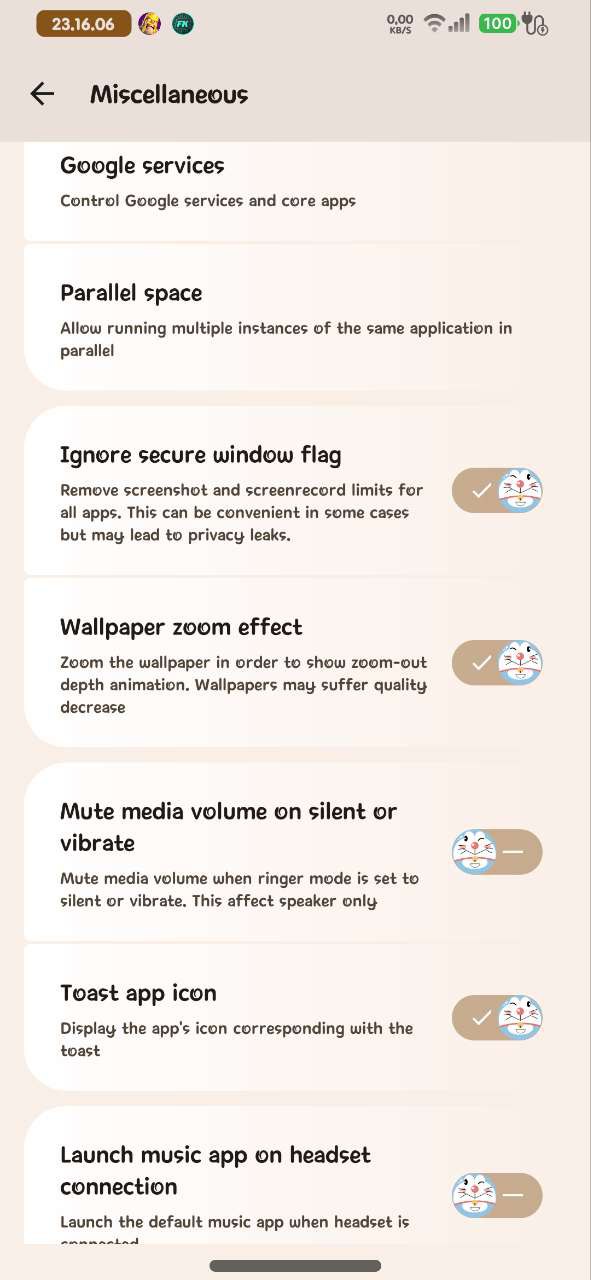 23.16.06
FK
0,00
KB/S
100
Miscellaneous
Google services
Control Google services and core apps
Parallel space
Allow running multiple instances of the same application in
parallel
Ignore secure window flag
Remove screenshot and screenrecord limits for
all apps. This can be convenient in some cases
but may lead to privacy leaks.
Wallpaper zoom effect
Zoom the wallpaper in order to show zoom-out
depth animation. Wallpapers may suffer quality
decrease
Mute media volume on silent or
vibrate
Mute media volume when ringer mode is set to
silent or vibrate. This affect speaker only
Toast app icon
Display the app's icon corresponding with the
toast
Launch music app on headset
connection
Launch the default music app when headset is
connected